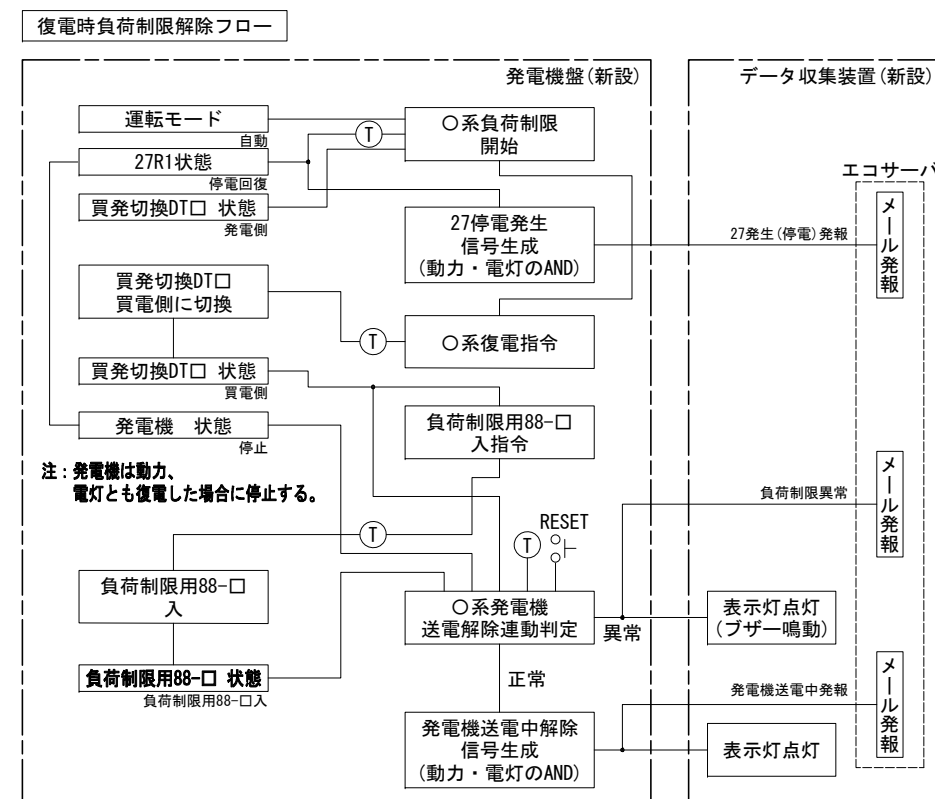 復電時負荷制限解除フロー
発電機盤(新設)
データ収集装置(新設)
運転モード
自動
27R1状態
停電回復
買発切換DT□ 状態
発電側
T
○系負荷制限
開始
エコサーバ
27停電発生
信号生成
(動力・電灯のAND)
27発生(停電)発報
メール発報
買発切換DT□
買電側に切換
T
○系復電指令
買発切換DT□ 状態
買電側
発電機 状態
停止
負荷制限用88-□
入指令
注：発電機は動力、
電灯とも復電した場合に停止する。
負荷制限異常
メール発報
T
T
RESET
負荷制限用88-□
入
○系発電機
送電解除連動判定
異常
表示灯点灯
(ブザー鳴動)
負荷制限用88-□ 状態
負荷制限用88-□入
正常
発電機送電中発報
メール発報
発電機送電中解除
信号生成
(動力・電灯のAND)
表示灯点灯